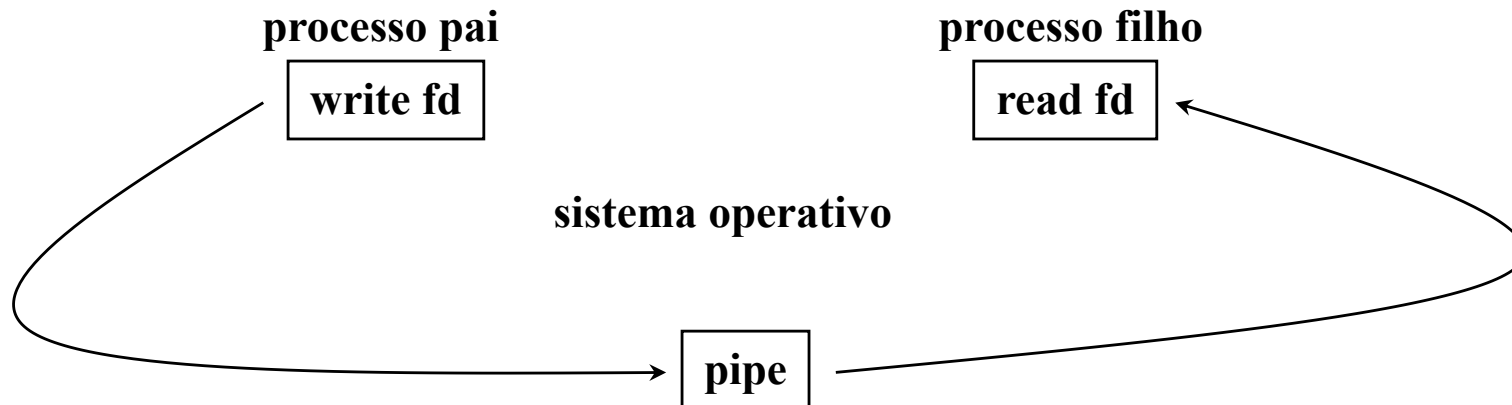 processo pai
processo filho
write fd
read fd
sistema operativo
pipe